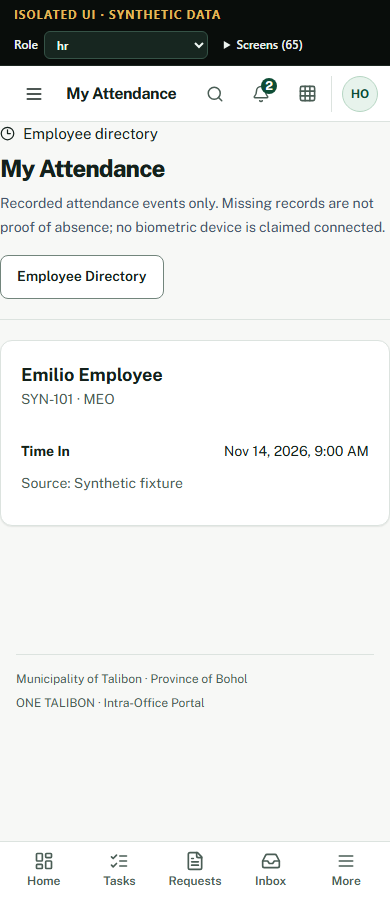 ISOLATED UI · SYNTHETIC DATA
Role hr ▶ Screens (65)
My Attendance 2 HO
Employee directory
My Attendance
Recorded attendance events only. Missing records are not
proof of absence; no biometric device is claimed connected.
Employee Directory
Emilio Employee
SYN-101 · MEO
Time In Nov 14, 2026, 9:00 AM
Source: Synthetic fixture
Municipality of Talibon · Province of Bohol
ONE TALIBON · Intra-Office Portal
Home Tasks Requests Inbox More